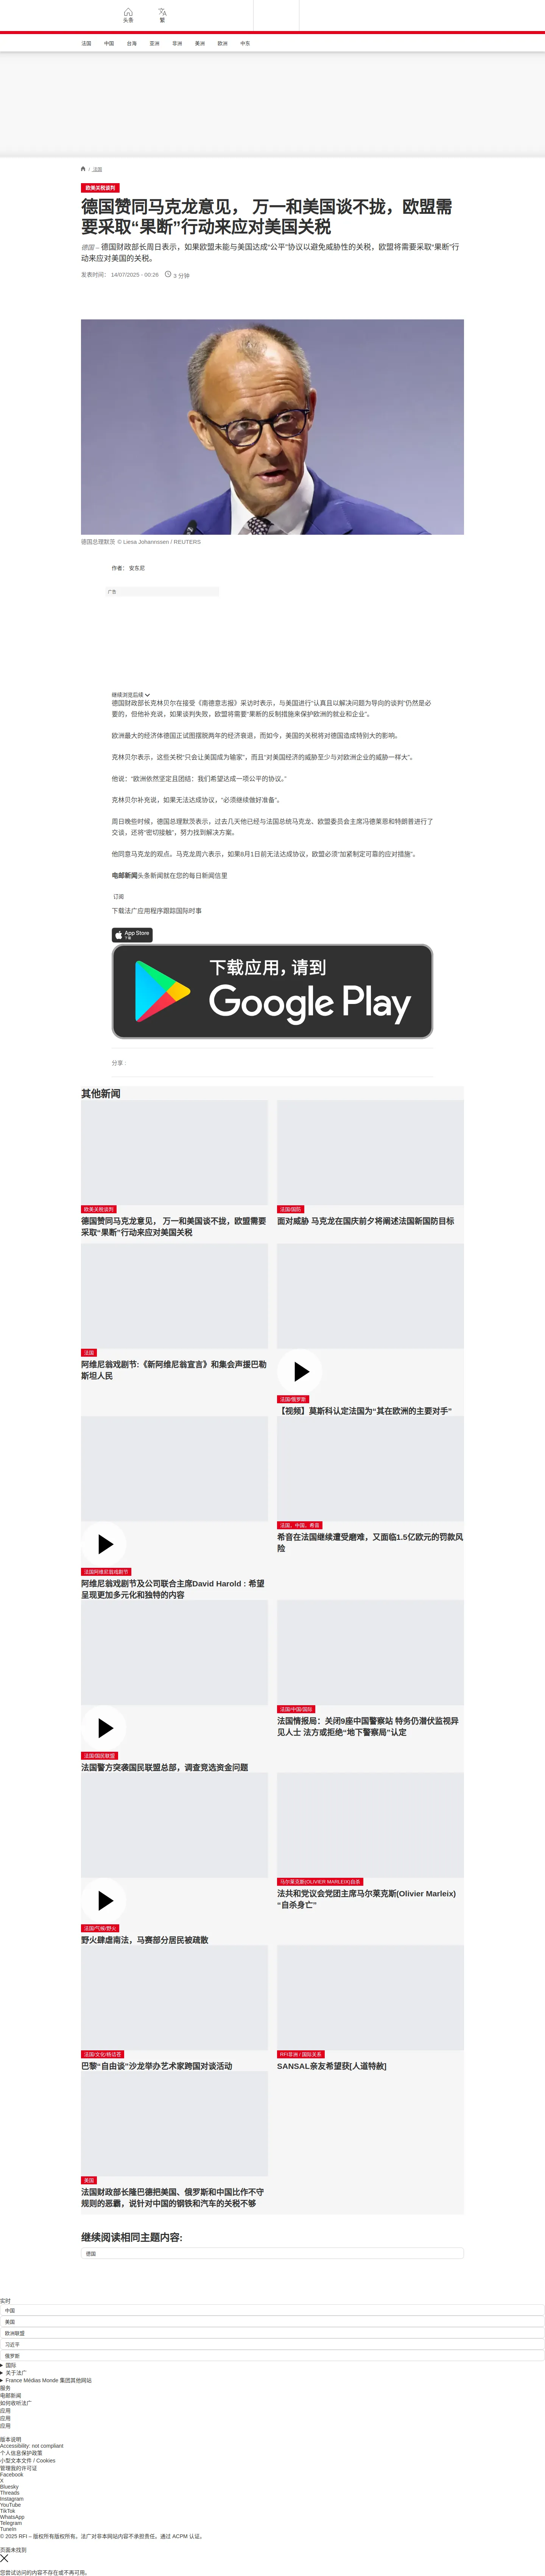 头条
繁
法国
中国
台海
亚洲
非洲
美洲
欧洲
中东
/ 法国
欧美关税谈判
德国赞同马克龙意见， 万一和美国谈不拢，欧盟需
要采取“果断”行动来应对美国关税
德国 – 德国财政部长周日表示，如果欧盟未能与美国达成“公平”协议以避免威胁性的关税，欧盟将需要采取“果断”行
动来应对美国的关税。
发表时间： 14/07/2025 - 00:28
3 分钟
德国总理默茨 © Liesa Johannssen / REUTERS
作者： 安东尼
广告
继续浏览后续
德国财政部长克林贝尔在接受《南德意志报》采访时表示，与美国进行“认真且以解决问题为导向的谈判”仍然是必
要的，但他补充说，如果谈判失败，欧盟将需要“果断的反制措施来保护欧洲的就业和企业”。
欧洲最大的经济体德国正试图摆脱两年的经济衰退，而如今，美国的关税将对德国造成特别大的影响。
克林贝尔表示，这些关税“只会让美国成为输家”，而且“对美国经济的威胁至少与对欧洲企业的威胁一样大”。
他说：“欧洲依然坚定且团结：我们希望达成一项公平的协议。”
克林贝尔补充说，如果无法达成协议，“必须继续做好准备”。
周日晚些时候，德国总理默茨表示，过去几天他已经与法国总统马克龙、欧盟委员会主席冯德莱恩和特朗普进行了
交谈，还将“密切接触”，努力找到解决方案。
他同意马克龙的观点。马克龙周六表示，如果8月1日前无法达成协议，欧盟必须“加紧制定可靠的应对措施”。
电邮新闻头条新闻就在您的每日新闻信里
订阅
下载法广应用程序跟踪国际时事
App Store
下载
下载应用，请到
Google Play
分享 :
其他新闻
欧美关税谈判
德国赞同马克龙意见， 万一和美国谈不拢，欧盟需要
采取“果断”行动来应对美国关税
法国/国防
面对威胁 马克龙在国庆前夕将阐述法国新国防目标
法国
阿维尼翁戏剧节:《新阿维尼翁宣言》和集会声援巴勒
斯坦人民
法国/俄罗斯
【视频】莫斯科认定法国为“其在欧洲的主要对手”
法国阿维尼翁戏剧节
阿维尼翁戏剧节及公司联合主席David Harold : 希望
呈现更加多元化和独特的内容
法国、中国、希音
希音在法国继续遭受磨难，又面临1.5亿欧元的罚款风
险
法国/国民联盟
法国警方突袭国民联盟总部，调查竞选资金问题
法国/中国/国际
法国情报局：关闭9座中国警察站 特务仍潜伏监视异
见人士 法方或拒绝“地下警察局”认定
法国/气候/野火
野火肆虐南法，马赛部分居民被疏散
马尔莱克斯(OLIVIER MARLEIX)自杀
法共和党议会党团主席马尔莱克斯(Olivier Marleix)
“自杀身亡”
法国/文化/杨话苍
巴黎“自由谈”沙龙举办艺术家跨国对谈活动
RFI非洲 / 国际关系
SANSAL亲友希望获[人道特赦]
美国
法国财政部长隆巴德把美国、俄罗斯和中国比作不守
规则的恶霸，说针对中国的钢铁和汽车的关税不够
继续阅读相同主题内容:
德国
实时
中国
美国
欧洲联盟
习近平
俄罗斯
国际
关于法广
France Médias Monde 集团其他网站
服务
电邮新闻
如何收听法广
应用
应用
应用
版本说明
Accessibility: not compliant
个人信息保护政策
小型文本文件 / Cookies
管理我的许可证
Facebook
X
Bluesky
Threads
Instagram
YouTube
TikTok
WhatsApp
Telegram
TuneIn
© 2025 RFI – 版权所有版权所有。法广对非本网站内容不承担责任。通过 ACPM 认证。
页面未找到
您尝试访问的内容不存在或不再可用。